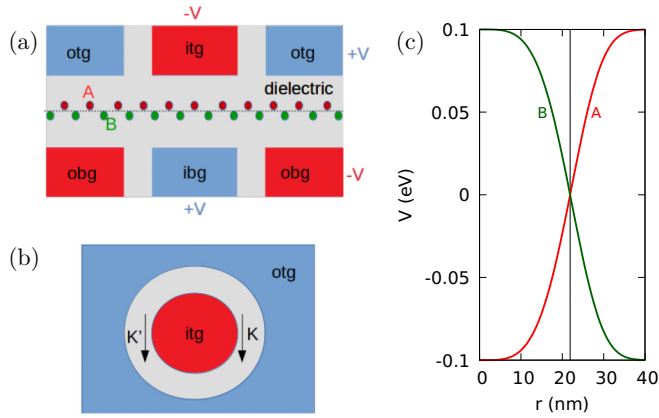 (a)
-V
otg
itg
otg
+V
A
dielectric
B
obg
ibg
obg
-V
+V
(b)
otg
K'
itg
K
(c)
0.1
0.05
0
-0.05
-0.1
V (eV)
B
A
0
10
20
30
40
r (nm)